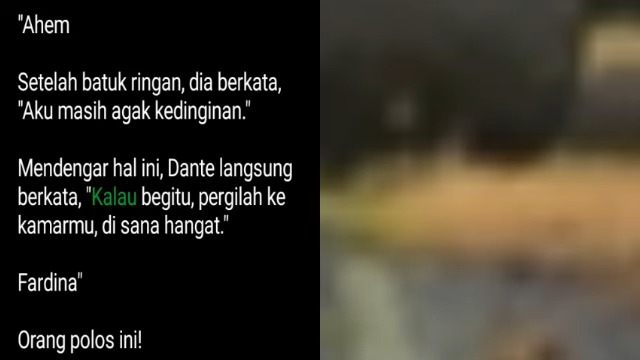 "Ahem
Setelah batuk ringan, dia berkata,
"Aku masih agak kedinginan."
Mendengar hal ini, Dante langsung
berkata, "Kalau begitu, pergilah ke
kamarmu, di sana hangat."
Fardina"
Orang polos ini!